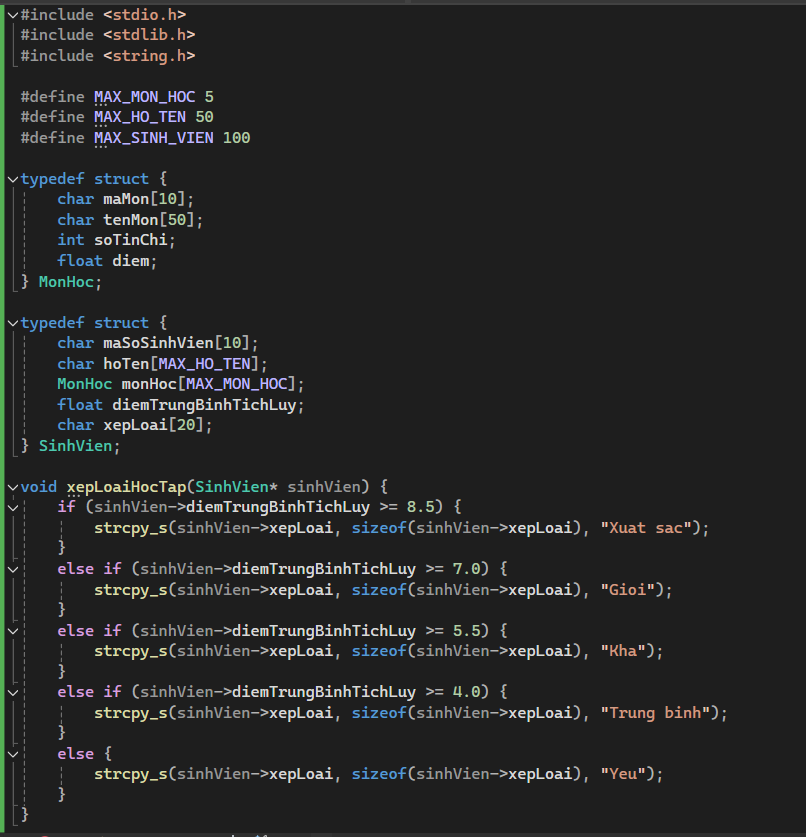 #include <stdio.h>
#include <stdlib.h>
#include <string.h>
#define MAX_MON_HOC 5
#define MAX_HO_TEN 50
#define MAX_SINH_VIEN 100
typedef struct {
    char maMon[10];
    char tenMon[50];
    int soTinChi;
    float diem;
} MonHoc;
typedef struct {
    char maSoSinhVien[10];
    char hoTen[MAX_HO_TEN];
    MonHoc monHoc[MAX_MON_HOC];
    float diemTrungBinhTichLuy;
    char xepLoai[20];
} SinhVien;
void xepLoaiHocTap(SinhVien* sinhVien) {
    if (sinhVien->diemTrungBinhTichLuy >= 8.5) {
        strcpy_s(sinhVien->xepLoai, sizeof(sinhVien->xepLoai), "Xuat sac");
    }
    else if (sinhVien->diemTrungBinhTichLuy >= 7.0) {
        strcpy_s(sinhVien->xepLoai, sizeof(sinhVien->xepLoai), "Gioi");
    }
    else if (sinhVien->diemTrungBinhTichLuy >= 5.5) {
        strcpy_s(sinhVien->xepLoai, sizeof(sinhVien->xepLoai), "Kha");
    }
    else if (sinhVien->diemTrungBinhTichLuy >= 4.0) {
        strcpy_s(sinhVien->xepLoai, sizeof(sinhVien->xepLoai), "Trung binh");
    }
    else {
        strcpy_s(sinhVien->xepLoai, sizeof(sinhVien->xepLoai), "Yeu");
    }
}